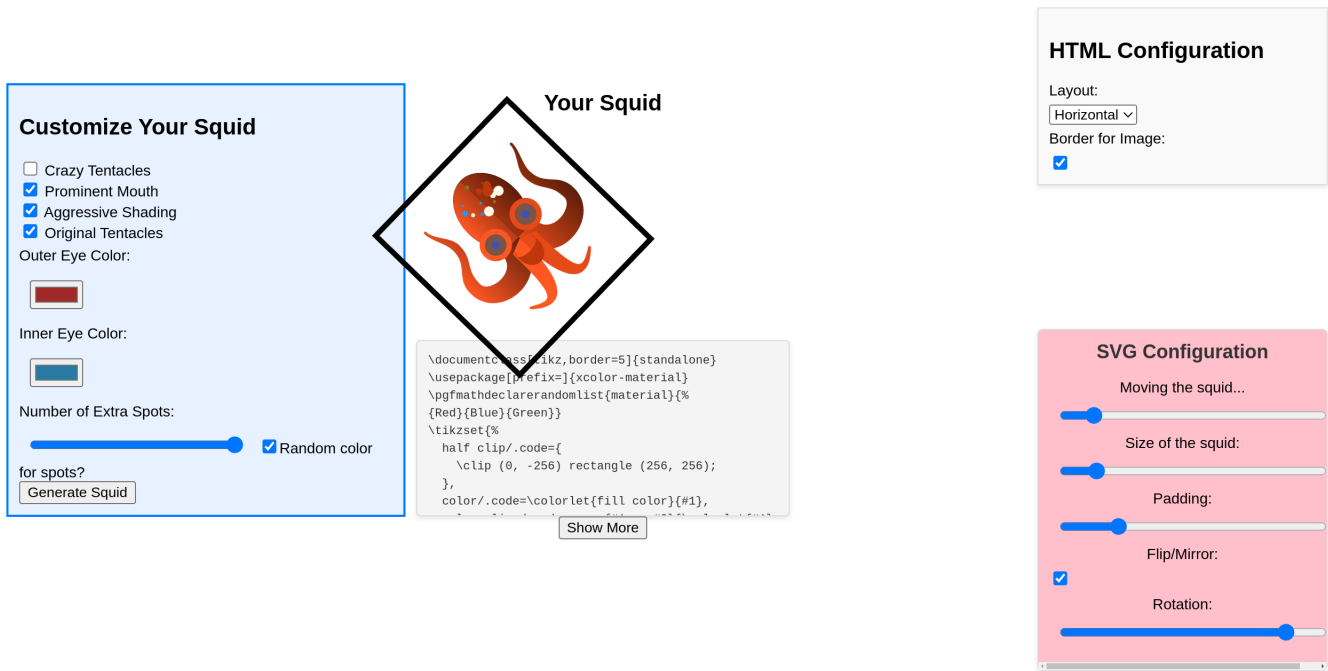 Customize Your Squid
Crazy Tentacles
Prominent Mouth
Aggressive Shading
Original Tentacles
Outer Eye Color:
Inner Eye Color:
Number of Extra Spots:
Random color
for spots?
Generate Squid
Your Squid
\documentclass[tikz,border=5]{standalone}
\usepackage[prefix=]{xcolor-material}
\pgfmathdeclarerandomlist{material}{%
{Red}{Blue}{Green}}
\tikzset{%
  half clip/.code={
    \clip (0, -256) rectangle (256, 256);
  },
  color/.code=\colorlet{fill color}{#1},
Show More
HTML Configuration
Layout:
Horizontal
Border for Image:
SVG Configuration
Moving the squid...
Size of the squid:
Padding:
Flip/Mirror:
Rotation: